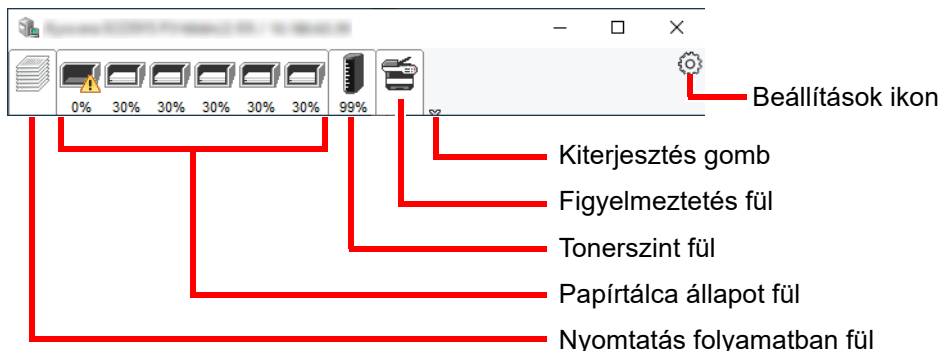 0% 30% 30% 30% 30% 30% 99%
Beállítások ikon
Kiterjesztés gomb
Figyelmeztetés fül
Tonerszint fül
Papírtálca állapot fül
Nyomtatás folyamatban fül